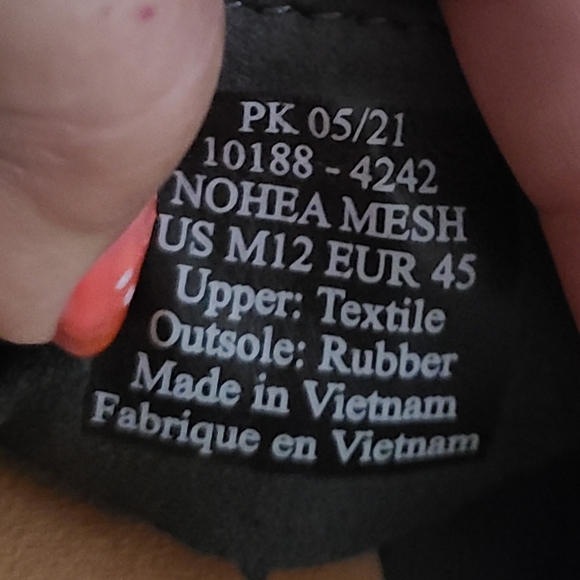 PK 05/21
10188 - 4242
NOHEA MESH
US M12 EUR 45
Upper: Textile
Outsole: Rubber
Made in Vietnam
Fabrique en Vietnam